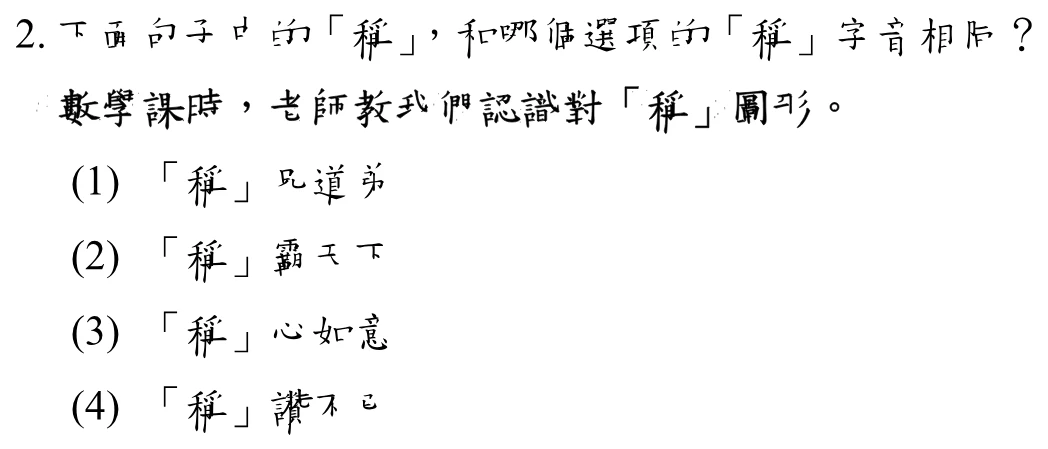 2. 下面句子中的「稱」，和哪個選項的「稱」字音相同？
數學課時，老師教我們認識對「稱」圖形。
(1) 「稱」兄道弟
(2) 「稱」霸天下
(3) 「稱」心如意
(4) 「稱」讚不已